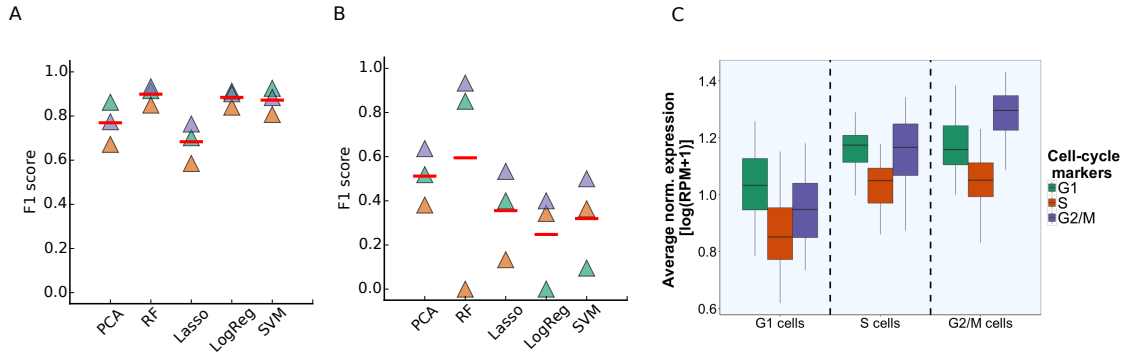 A
1.0
0.8
0.6
0.4
0.2
0.0
F1 score
PCA
RF
Lasso
LogReg
SVM
B
1.0
0.8
0.6
0.4
0.2
0.0
F1 score
PCA
RF
Lasso
LogReg
SVM
C
Average norm. expression
[log(RPM+1)]
1.4
1.2
1.0
0.8
0.6
G1 cells
S cells
G2/M cells
Cell-cycle
markers
G1
S
G2/M